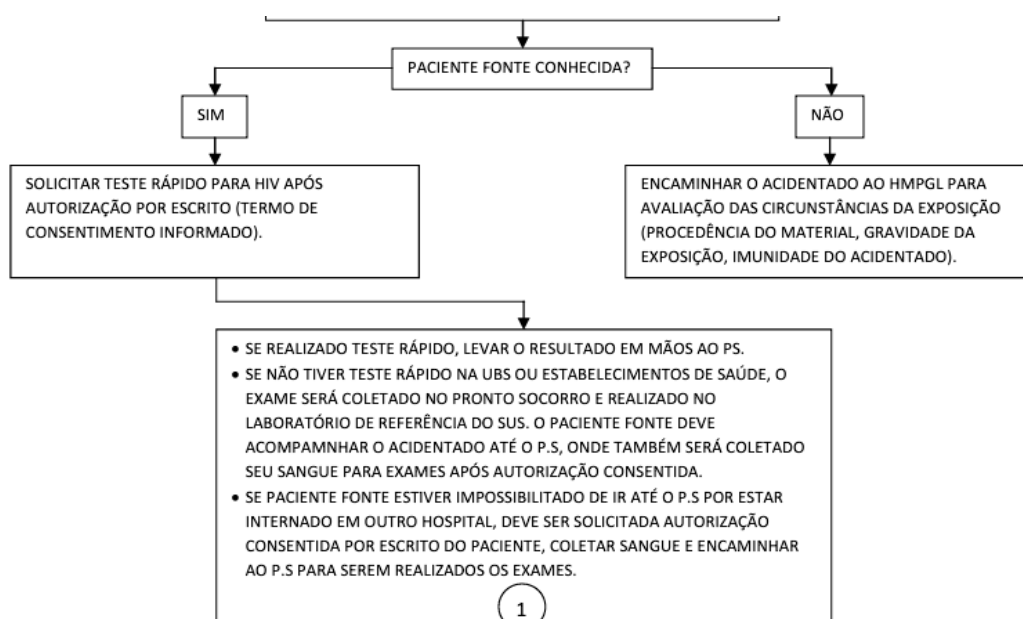 PACIENTE FONTE CONHECIDA?
SIM
NÃO
SOLICITAR TESTE RÁPIDO PARA HIV APÓS
AUTORIZAÇÃO POR ESCRITO (TERMO DE
CONSENTIMENTO INFORMADO).
ENCAMINHAR O ACIDENTADO AO HMPGL PARA
AVALIAÇÃO DAS CIRCUNSTÂNCIAS DA EXPOSIÇÃO
(PROCEDÊNCIA DO MATERIAL, GRAVIDADE DA
EXPOSIÇÃO, IMUNIDADE DO ACIDENTADO).
• SE REALIZADO TESTE RÁPIDO, LEVAR O RESULTADO EM MÃOS AO PS.
• SE NÃO TIVER TESTE RÁPIDO NA UBS OU ESTABELECIMENTOS DE SAÚDE, O
EXAME SERÁ COLETADO NO PRONTO SOCORRO E REALIZADO NO
LABORATÓRIO DE REFERÊNCIA DO SUS. O PACIENTE FONTE DEVE
ACOMPAMNHAR O ACIDENTADO ATÉ O P.S, ONDE TAMBÉM SERÁ COLETADO
SEU SANGUE PARA EXAMES APÓS AUTORIZAÇÃO CONSENTIDA.
• SE PACIENTE FONTE ESTIVER IMPOSSIBILITADO DE IR ATÉ O P.S POR ESTAR
INTERNADO EM OUTRO HOSPITAL, DEVE SER SOLICITADA AUTORIZAÇÃO
CONSENTIDA POR ESCRITO DO PACIENTE, COLETAR SANGUE E ENCAMINHAR
AO P.S PARA SEREM REALIZADOS OS EXAMES.
1